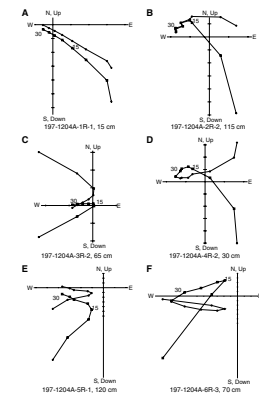 A
N, Up
W
E
30
15
S, Down
197-1204A-1R-1, 15 cm
B
N, Up
W
30
15
S, Down
197-1204A-2R-2, 115 cm
C
N, Up
W
E
30
15
S, Down
197-1204A-3R-2, 65 cm
D
N, Up
W
E
30
15
S, Down
197-1204A-4R-2, 30 cm
E
N, Up
W
E
30
15
S, Down
197-1204A-5R-1, 120 cm
F
N, Up
W
30
15
S, Down
197-1204A-6R-3, 70 cm